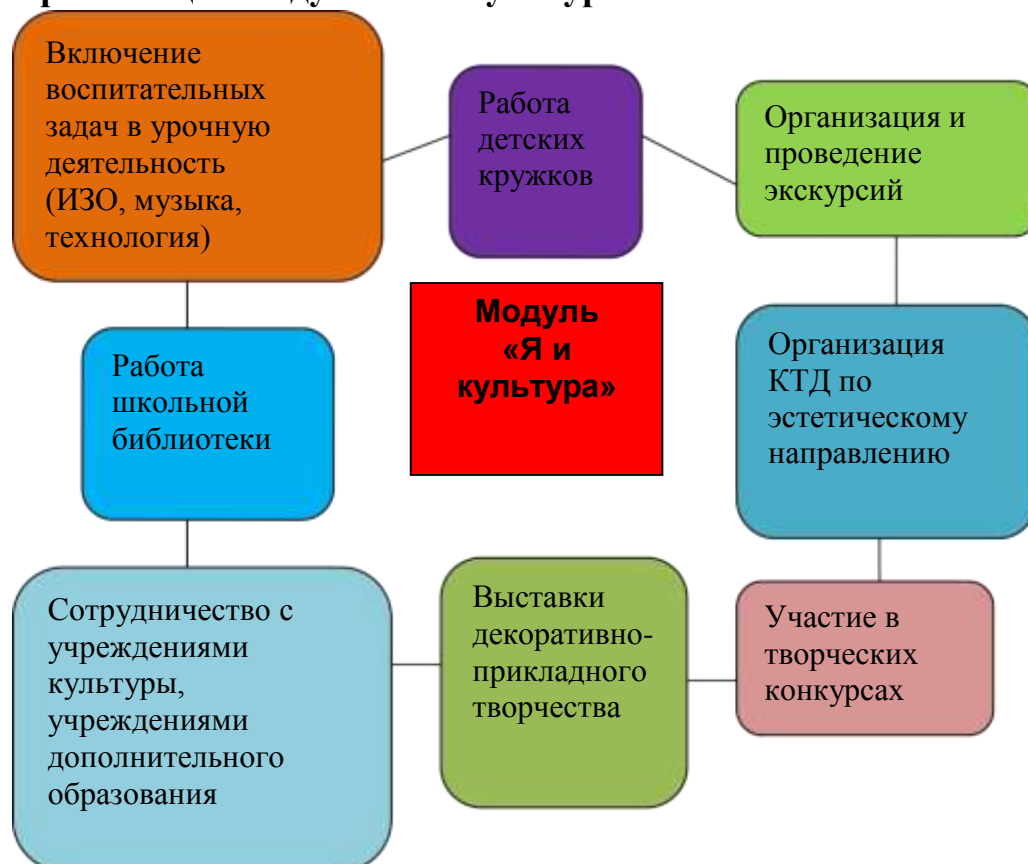 Включение
воспитательных
задач в урочную
деятельность
(ИЗО, музыка,
технология)
Работа
детских
кружков
Организация и
проведение
экскурсий
Модуль
«Я и
культура»
Работа
школьной
библиотеки
Организация
КТД по
эстетическому
направлению
Сотрудничество с
учреждениями
культуры,
учреждениями
дополнительного
образования
Выставки
декоративно-
прикладного
творчества
Участие в
творческих
конкурсах